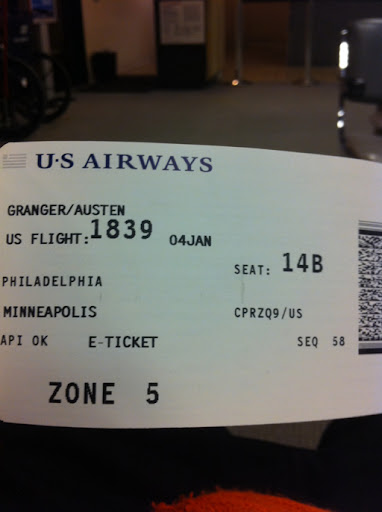 U·S AIRWAYS
GRANGER/AUSTEN
US FLIGHT:1839 04JAN
SEAT: 14B
PHILADELPHIA
MINNEAPOLIS CPRZQ9/US
API OK E-TICKET SEQ 58
ZONE 5